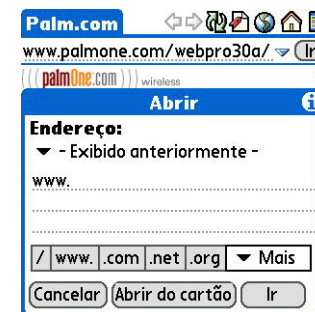 Palm.com
www.palmone.com/webpro30a/ Ir
(((palmOne.com))) wireless
Abrir i
Endereço:
- Exibido anteriormente -
www.
/ www. .com .net .org Mais
Cancelar Abrir do cartão Ir